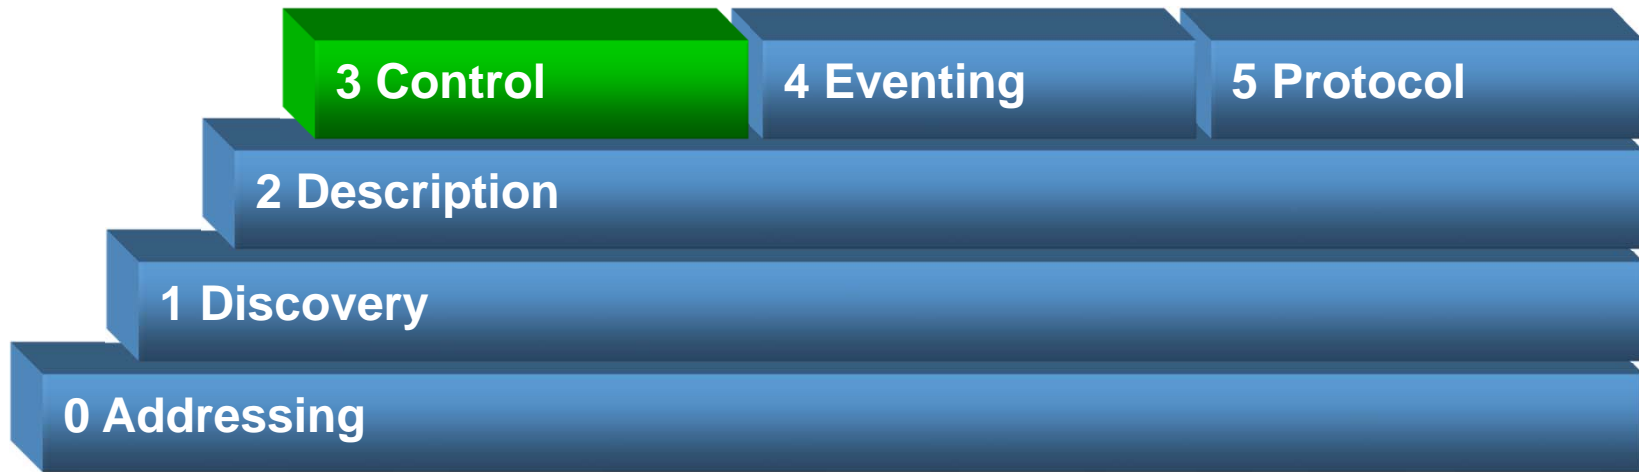 3 Control
4 Eventing
5 Protocol
2 Description
1 Discovery
0 Addressing